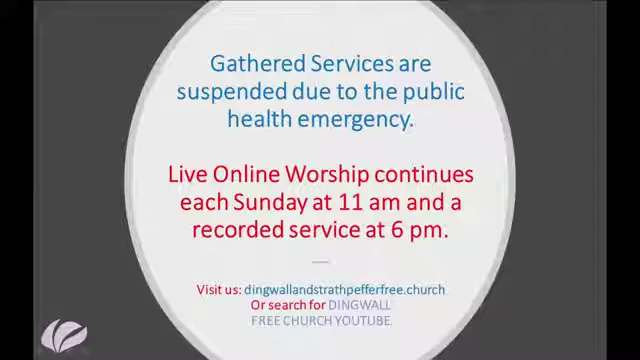 Gathered Services are
suspended due to the public
health emergency.
Live Online Worship continues
each Sunday at 11 am and a
recorded service at 6 pm.
Visit us: dingwallandstrathpefferfree.church
Or search for DINGWALL
FREE CHURCH YOUTUBE